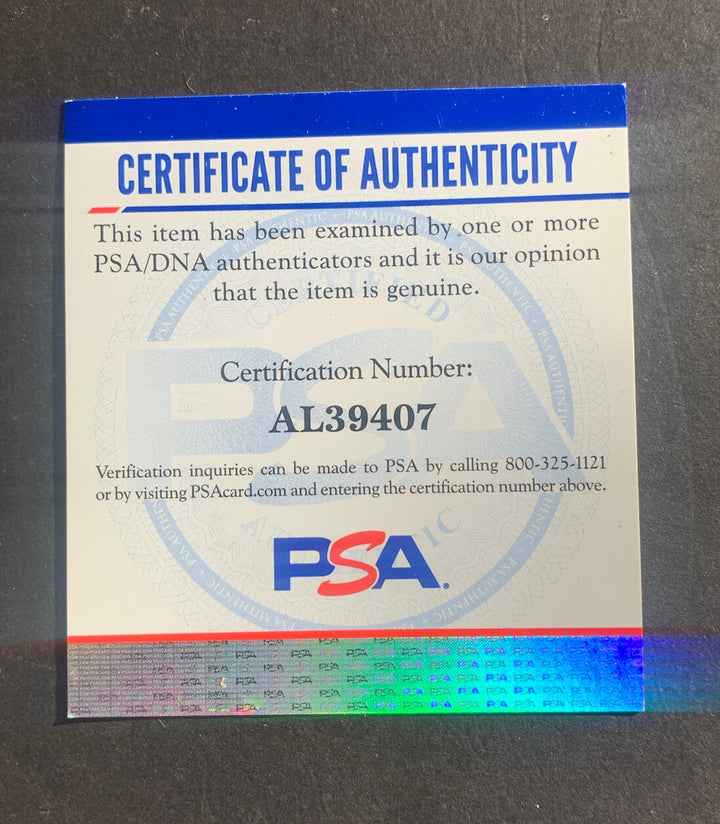 CERTIFICATE OF AUTHENTICITY
This item has been examined by one or more
PSA/DNA authenticators and it is our opinion
that the item is genuine.
Certification Number:
AL39407
Verification inquiries can be made to PSA by calling 800-325-1121
or by visiting PSAcard.com and entering the certification number above.
PSA